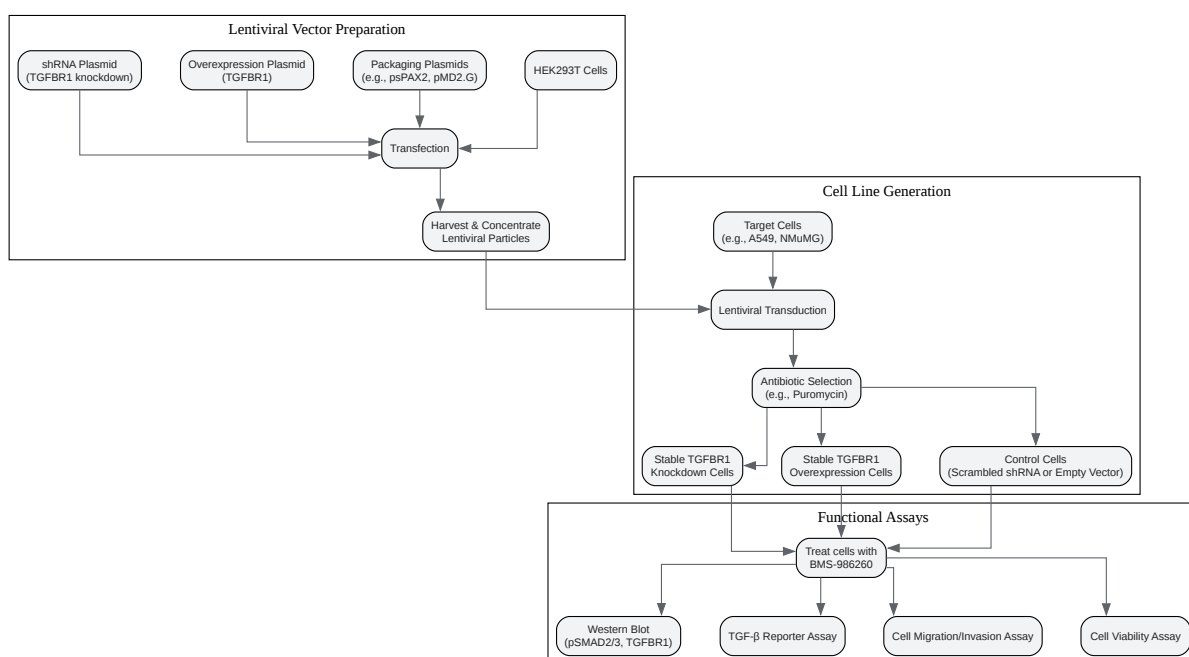 Lentiviral Vector Preparation
shRNA Plasmid
(TGFBR1 knockdown)
Overexpression Plasmid
(TGFBR1)
Packaging Plasmids
(e.g., psPAX2, pMD2.G)
HEK293T Cells
Transfection
Harvest & Concentrate
Lentiviral Particles
Cell Line Generation
Target Cells
(e.g., A549, NMuMG)
Lentiviral Transduction
Antibiotic Selection
(e.g., Puromycin)
Stable TGFBR1
Knockdown Cells
Stable TGFBR1
Overexpression Cells
Control Cells
(Scrambled shRNA or Empty Vector)
Functional Assays
Treat cells with
BMS-986260
Western Blot
(pSMAD2/3, TGFBR1)
TGF-β Reporter Assay
Cell Migration/Invasion Assay
Cell Viability Assay